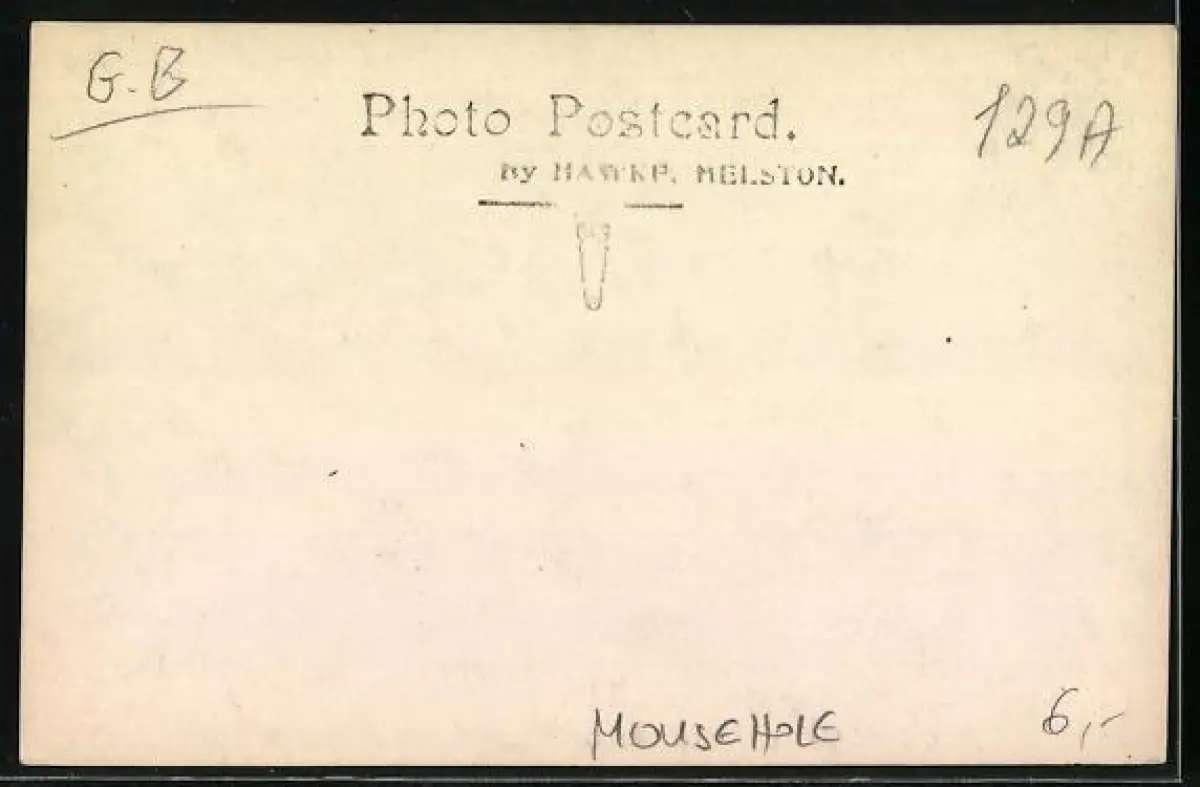 G.B
Photo Postcard.
129A
By HAWKE, HELSTON.
MOUSEHOLE
6,-